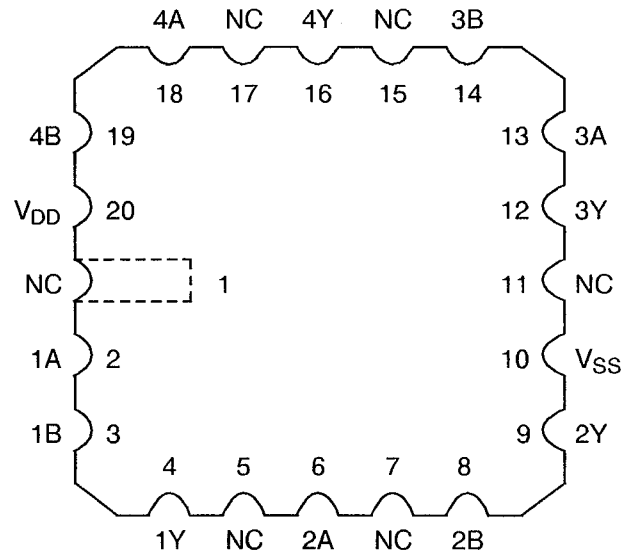 4A NC 4Y NC 3B
18 17 16 15 14
4B 19 13 3A
VDD 20 12 3Y
NC 1 11 NC
1A 2 10 VSS
1B 3 9 2Y
4 5 6 7 8
1Y NC 2A NC 2B